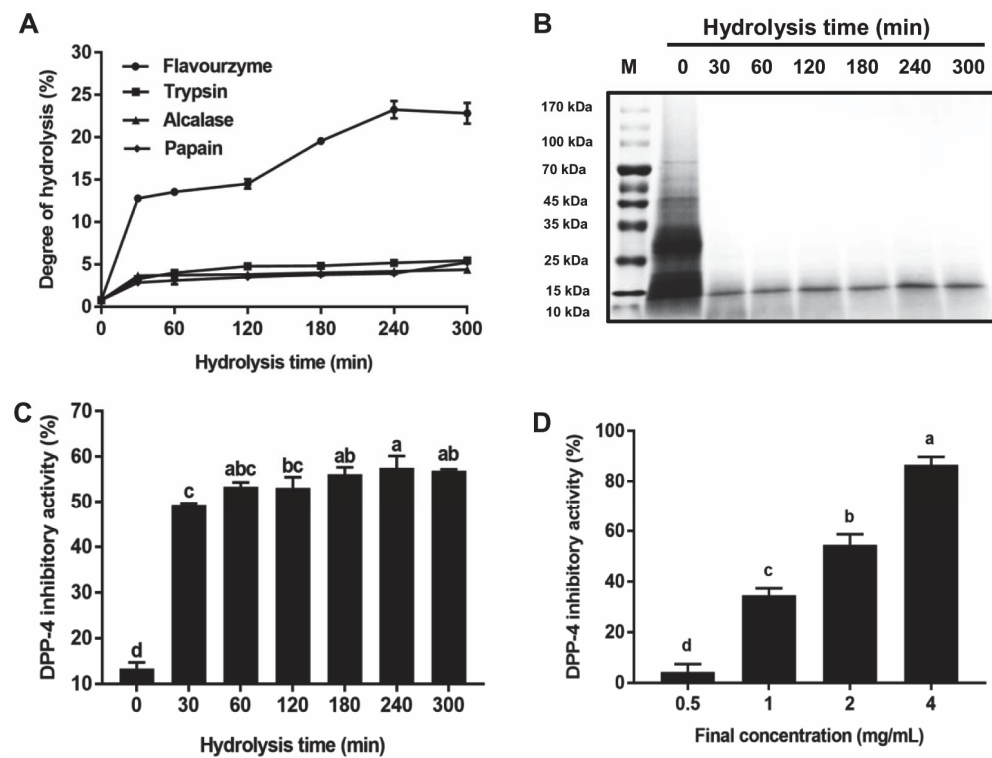 A
Degree of hydrolysis (%)
30
25
20
15
10
5
0
Flavourzyme
Trypsin
Alcalase
Papain
0 60 120 180 240 300
Hydrolysis time (min)
B
Hydrolysis time (min)
M 0 30 60 120 180 240 300
170 kDa
100 kDa
70 kDa
45 kDa
35 kDa
25 kDa
15 kDa
10 kDa
C
DPP-4 inhibitory activity (%)
70
60
50
40
30
20
10
d c abc bc ab a ab
0 30 60 120 180 240 300
Hydrolysis time (min)
D
DPP-4 inhibitory activity (%)
100
80
60
40
20
0
d c b a
0.5 1 2 4
Final concentration (mg/mL)